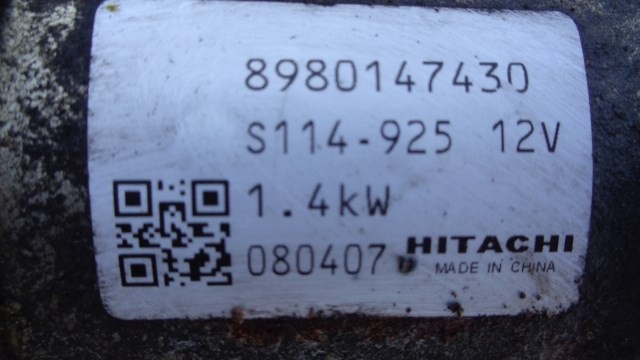 8980147430
S114-925 12V
1.4kW
080407 HITACHI
MADE IN CHINA